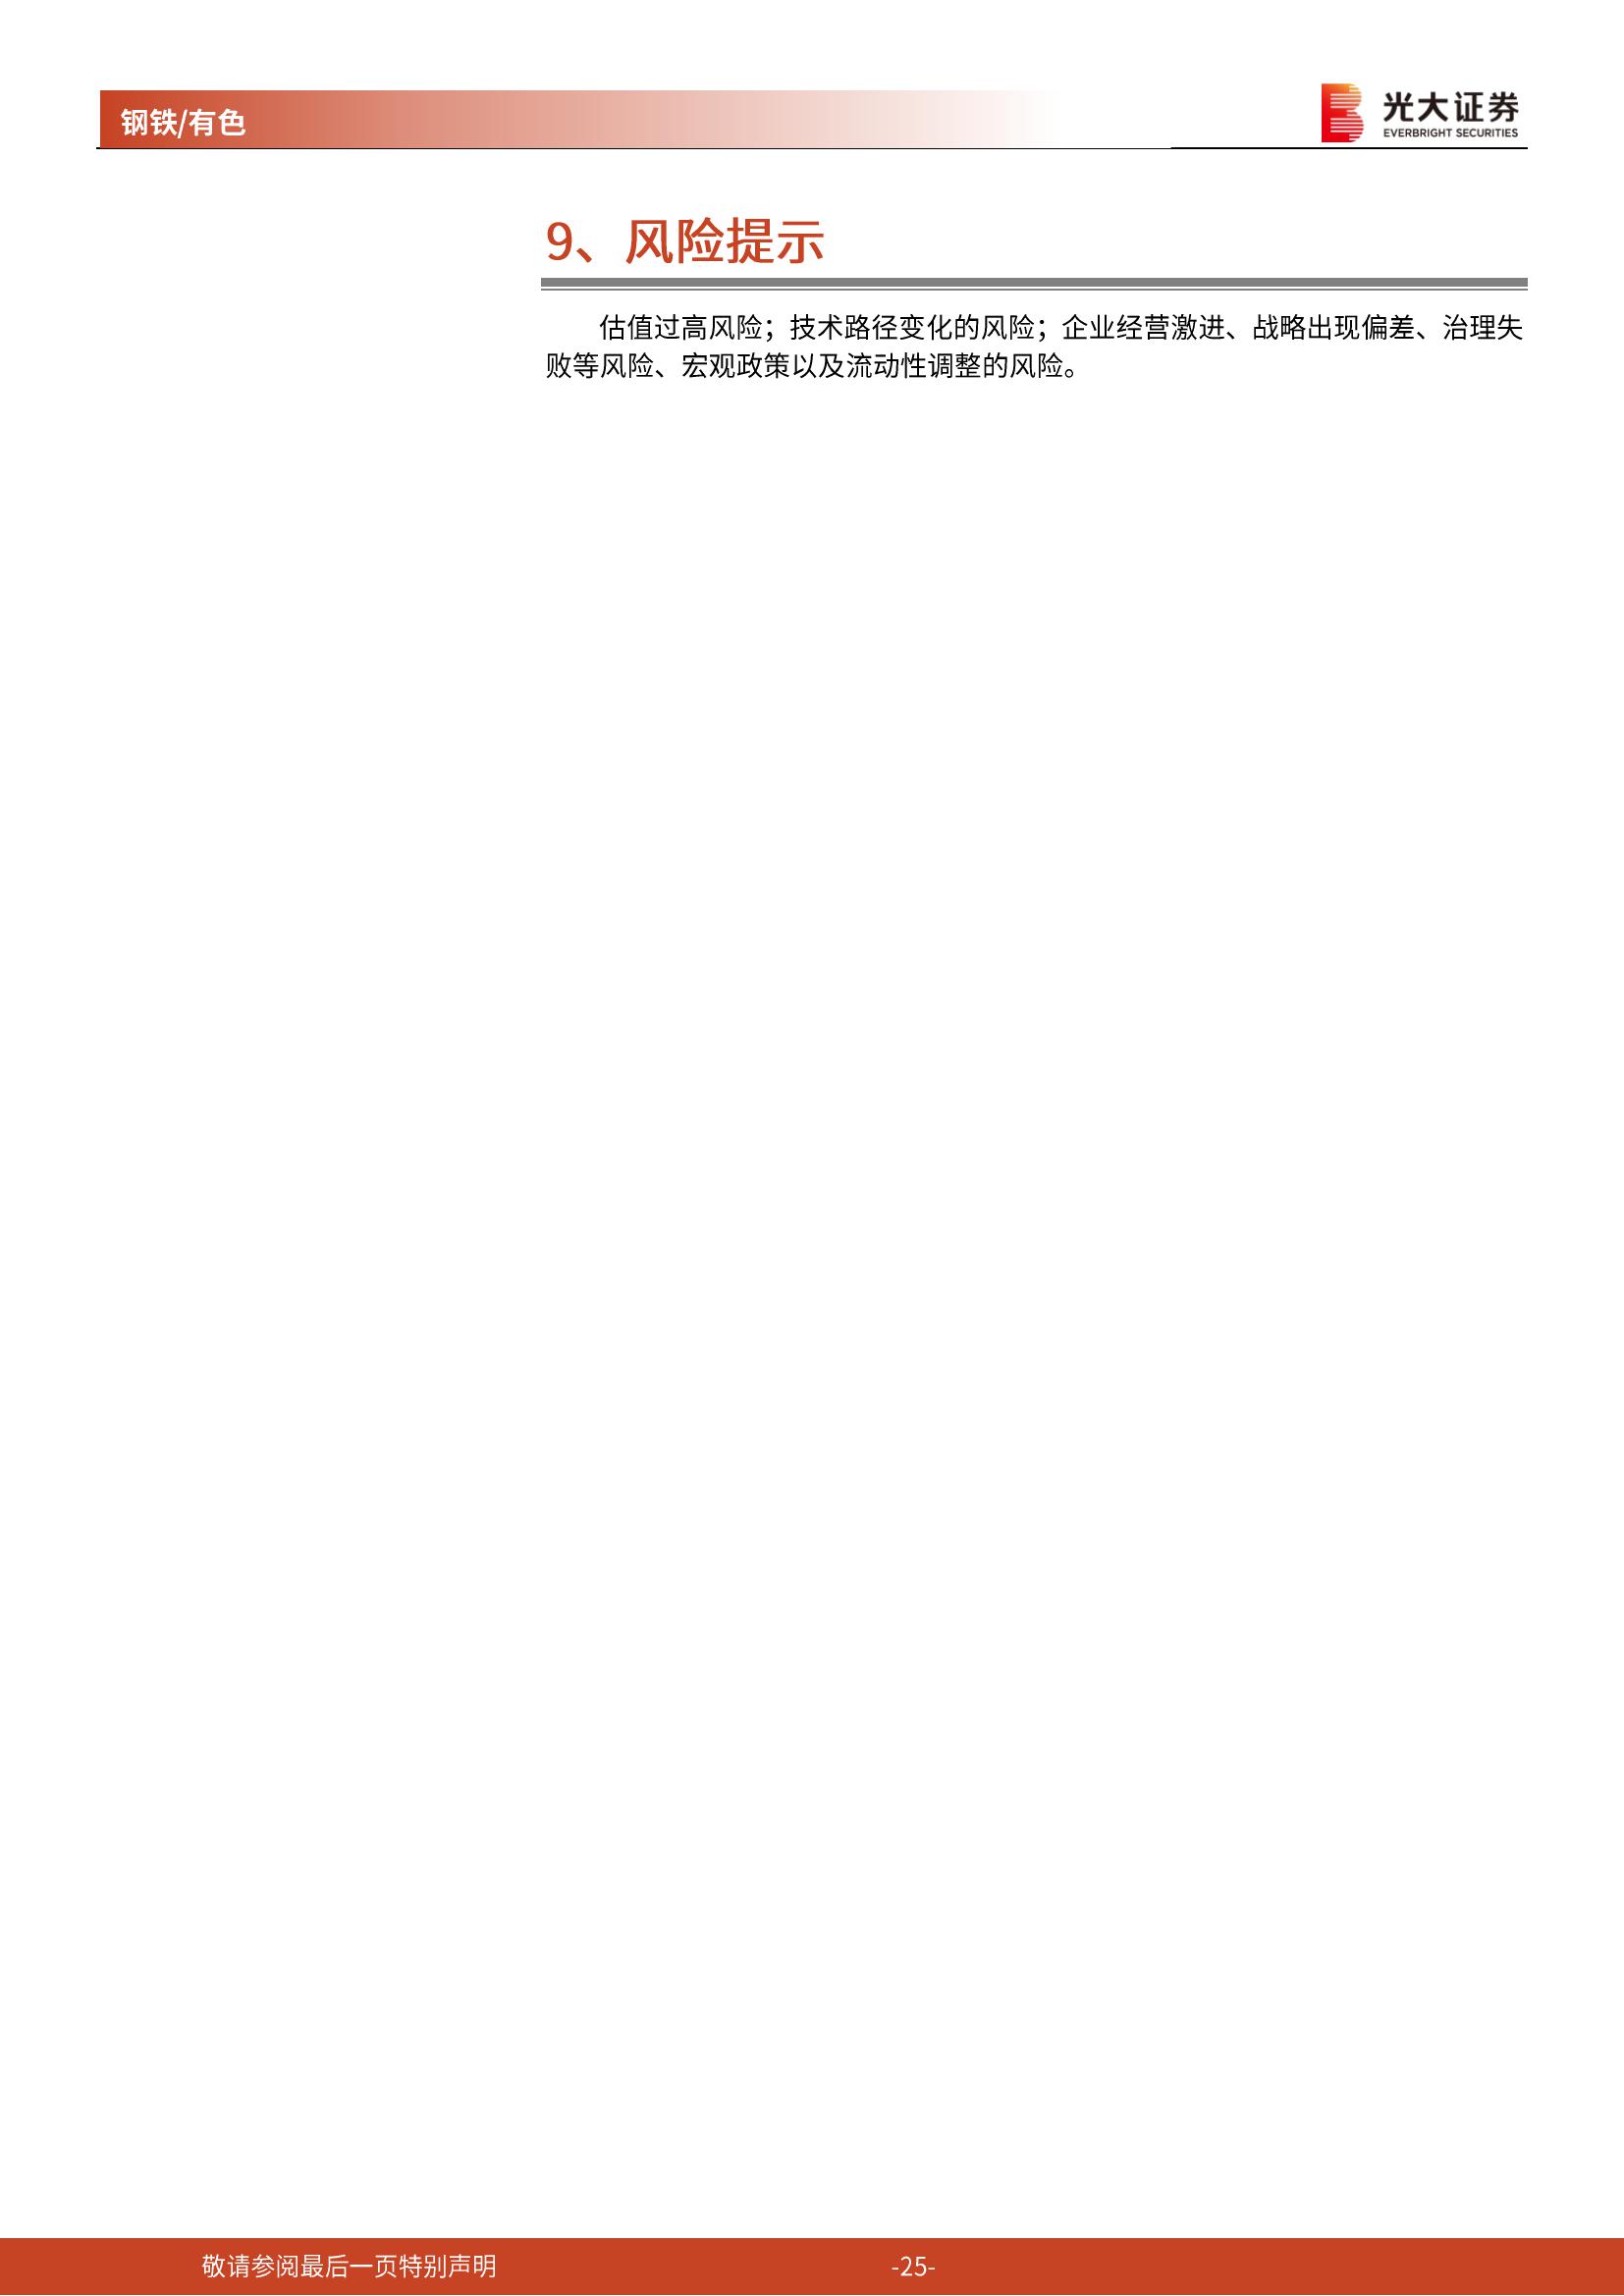 钢铁/有色
光大证券
EVERBRIGHT SECURITIES
9、风险提示
估值过高风险；技术路径变化的风险；企业经营激进、战略出现偏差、治理失
败等风险、宏观政策以及流动性调整的风险。
敬请参阅最后一页特别声明
-25-